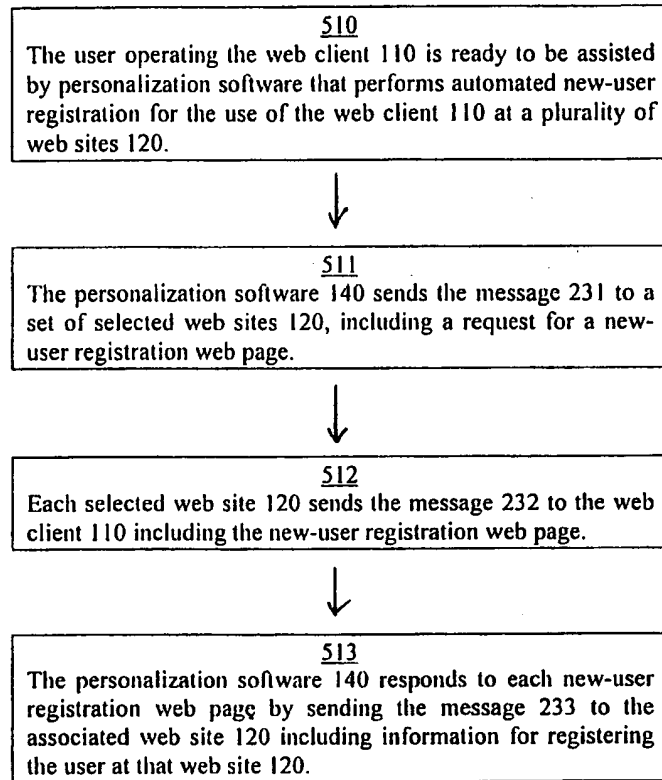 510
The user operating the web client 110 is ready to be assisted
by personalization software that performs automated new-user
registration for the use of the web client 110 at a plurality of
web sites 120.
511
The personalization software 140 sends the message 231 to a
set of selected web sites 120, including a request for a new-
user registration web page.
512
Each selected web site 120 sends the message 232 to the web
client 110 including the new-user registration web page.
513
The personalization software 140 responds to each new-user
registration web page by sending the message 233 to the
associated web site 120 including information for registering
the user at that web site 120.